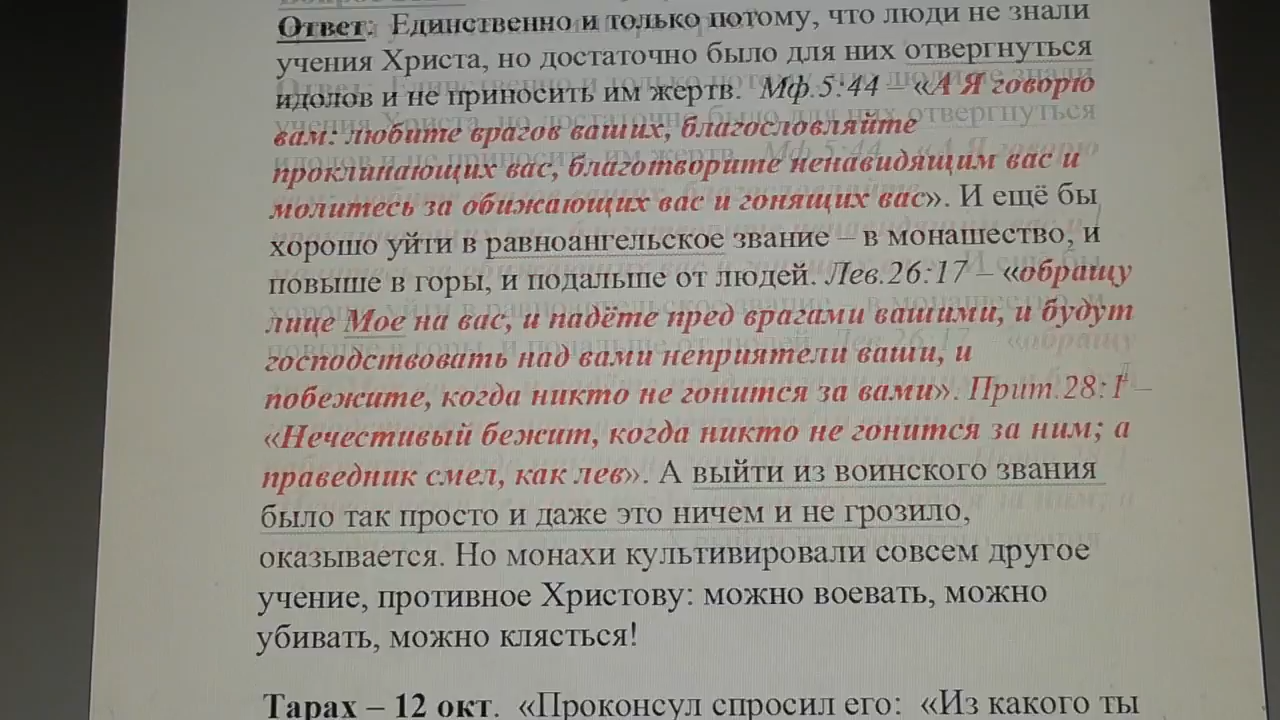 Ответ: Единственно и только потому, что люди не знали
учения Христа, но достаточно было для них отвергнуться
идолов и не приносить им жертв. Мф.5:44 – «А Я говорю
вам: любите врагов ваших, благословляйте
проклинающих вас, благотворите ненавидящим вас и
молитесь за обижающих вас и гонящих вас». И ещё бы
хорошо уйти в равноангельское звание – в монашество, и
повыше в горы, и подальше от людей. Лев.26:17 – «обращу
лице Мое на вас, и падёте пред врагами вашими, и будут
господствовать над вами неприятели ваши, и
побежите, когда никто не гонится за вами». Прит.28:1 –
«Нечестивый бежит, когда никто не гонится за ним; а
праведник смел, как лев». А выйти из воинского звания
было так просто и даже это ничем и не грозило,
оказывается. Но монахи культивировали совсем другое
учение, противное Христову: можно воевать, можно
убивать, можно клясться!
Тарах – 12 окт. «Проконсул спросил его: «Из какого ты